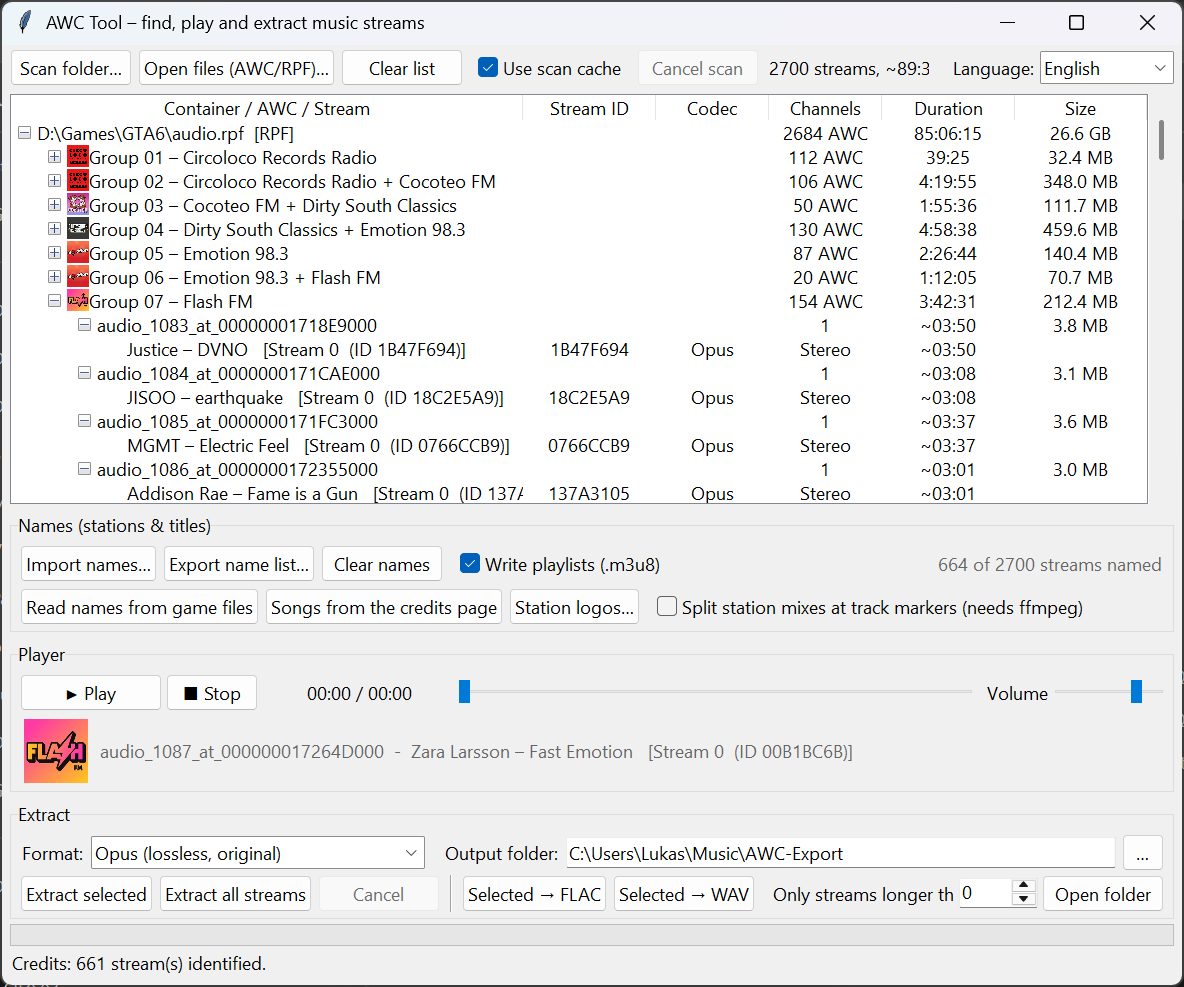 AWC Tool – find, play and extract music streams
Scan folder... Open files (AWC/RPF)... Clear list Use scan cache Cancel scan 2700 streams, ~89:3 Language: English
Container / AWC / Stream Stream ID Codec Channels Duration Size
D:\Games\GTA6\audio.rpf [RPF] 2684 AWC 85:06:15 26.6 GB
Group 01 – Circoloco Records Radio 112 AWC 39:25 32.4 MB
Group 02 – Circoloco Records Radio + Cocoteo FM 106 AWC 4:19:55 348.0 MB
Group 03 – Cocoteo FM + Dirty South Classics 50 AWC 1:55:36 111.7 MB
Group 04 – Dirty South Classics + Emotion 98.3 130 AWC 4:58:38 459.6 MB
Group 05 – Emotion 98.3 87 AWC 2:26:44 140.4 MB
Group 06 – Emotion 98.3 + Flash FM 20 AWC 1:12:05 70.7 MB
Group 07 – Flash FM 154 AWC 3:42:31 212.4 MB
audio_1083_at_00000001718E9000 1 ~03:50 3.8 MB
Justice – DVNO [Stream 0 (ID 1B47F694)] 1B47F694 Opus Stereo ~03:50
audio_1084_at_0000000171CAE000 1 ~03:08 3.1 MB
JISOO – earthquake [Stream 0 (ID 18C2E5A9)] 18C2E5A9 Opus Stereo ~03:08
audio_1085_at_0000000171FC3000 1 ~03:37 3.6 MB
MGMT – Electric Feel [Stream 0 (ID 0766CCB9)] 0766CCB9 Opus Stereo ~03:37
audio_1086_at_0000000172355000 1 ~03:01 3.0 MB
Addison Rae – Fame is a Gun [Stream 0 (ID 137A 137A3105 Opus Stereo ~03:01
Names (stations & titles)
Import names... Export name list... Clear names Write playlists (.m3u8) 664 of 2700 streams named
Read names from game files Songs from the credits page Station logos... Split station mixes at track markers (needs ffmpeg)
Player
► Play ■ Stop 00:00 / 00:00 Volume
FLASH FM
audio_1087_at_000000017264D000 - Zara Larsson – Fast Emotion [Stream 0 (ID 00B1BC6B)]
Extract
Format: Opus (lossless, original) Output folder: C:\Users\Lukas\Music\AWC-Export ...
Extract selected Extract all streams Cancel Selected → FLAC Selected → WAV Only streams longer th 0 Open folder
Credits: 661 stream(s) identified.